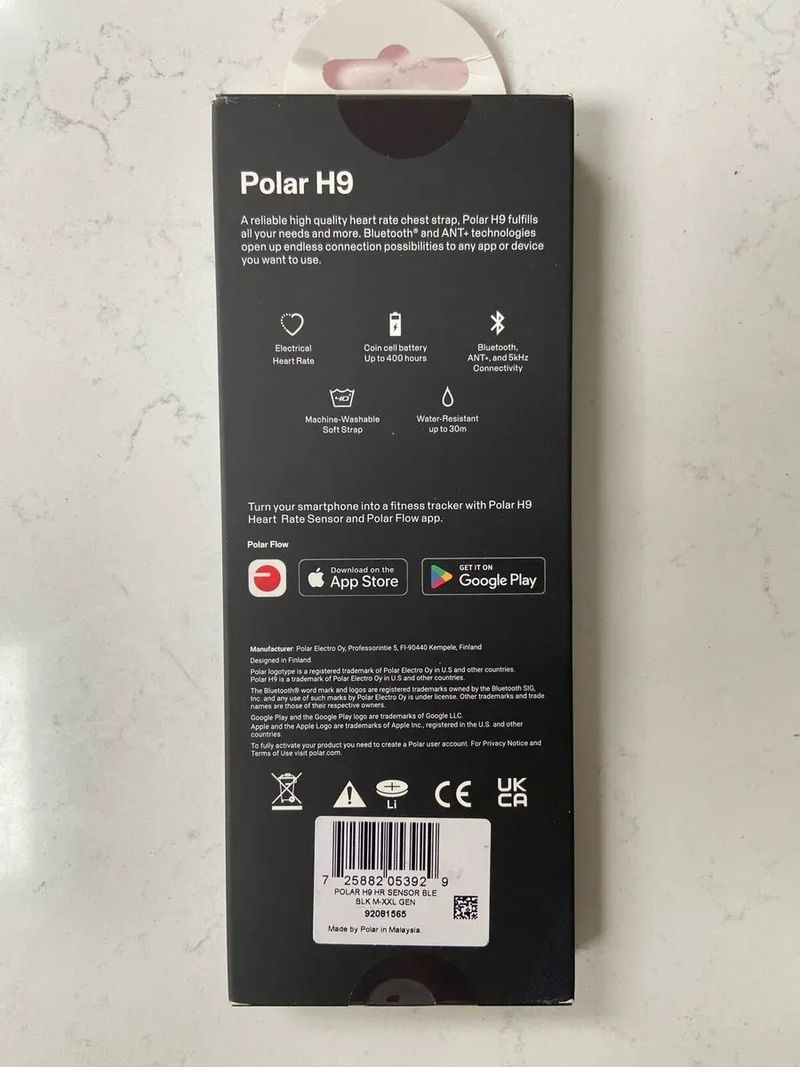 Polar H9
A reliable high quality heart rate chest strap, Polar H9 fulfills
all your needs and more. Bluetooth® and ANT+ technologies
open up endless connection possibilities to any app or device
you want to use.
Electrical
Heart Rate
Coin cell battery
Up to 400 hours
Bluetooth,
ANT+, and 5kHz
Connectivity
40°
Machine-Washable
Soft Strap
Water-Resistant
up to 30m
Turn your smartphone into a fitness tracker with Polar H9
Heart Rate Sensor and Polar Flow app.
Polar Flow
Download on the
App Store
GET IT ON
Google Play
Manufacturer: Polar Electro Oy, Professorintie 5, FI-90440 Kempele, Finland
Designed in Finland.
Polar logotype is a registered trademark of Polar Electro Oy in U.S and other countries.
Polar H9 is a trademark of Polar Electro Oy in U.S and other countries.
The Bluetooth® word mark and logos are registered trademarks owned by the Bluetooth SIG,
Inc. and any use of such marks by Polar Electro Oy is under license. Other trademarks and trade
names are those of their respective owners.
Google Play and the Google Play logo are trademarks of Google LLC.
Apple and the Apple Logo are trademarks of Apple Inc., registered in the U.S. and other
countries.
To fully activate your product you need to create a Polar user account. For Privacy Notice and
Terms of Use visit polar.com.
Li
CE
UK
CA
7 25882 05392 9
POLAR H9 HR SENSOR BLE
BLK M-XXL GEN
92081565
Made by Polar in Malaysia.